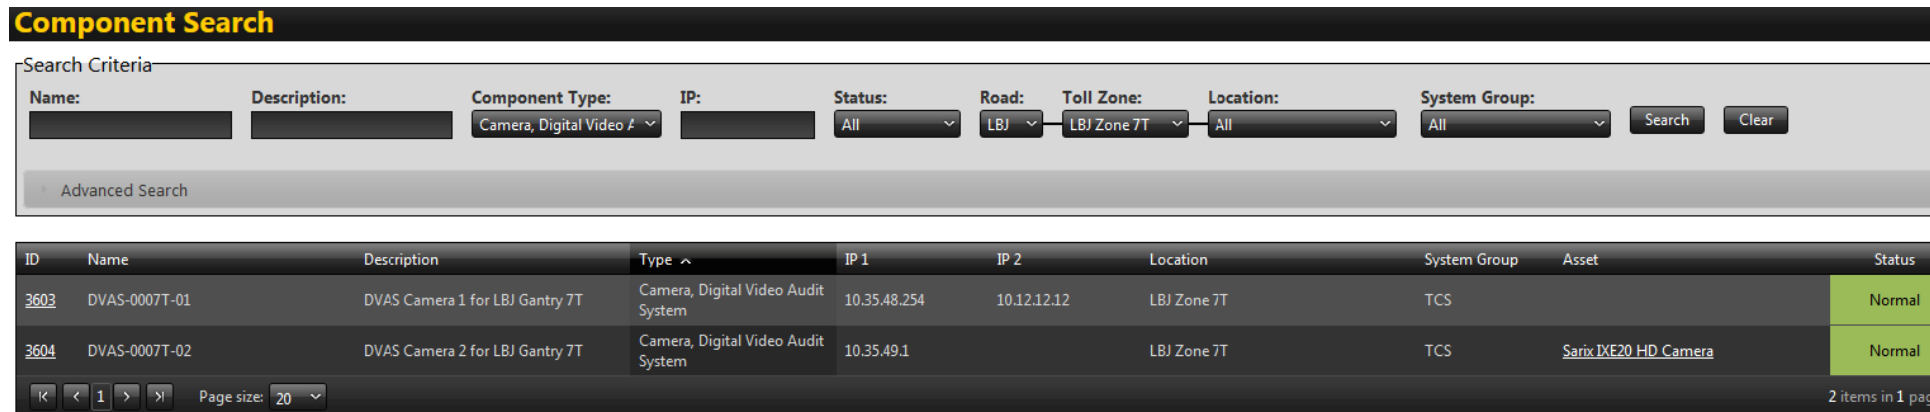 Component Search
Search Criteria
Name: Description: Component Type: IP: Status: Road: Toll Zone: Location: System Group:
Camera, Digital Video All LBJ LBJ Zone 7T All All Search Clear
Advanced Search
ID Name Description Type IP 1 IP 2 Location System Group Asset Status
3603 DVAS-0007T-01 DVAS Camera 1 for LBJ Gantry 7T Camera, Digital Video Audit 10.35.48.254 10.12.12.12 LBJ Zone 7T TCS Normal
System
3604 DVAS-0007T-02 DVAS Camera 2 for LBJ Gantry 7T Camera, Digital Video Audit 10.35.49.1 LBJ Zone 7T TCS Sarix IXE20 HD Camera Normal
System
1 Page size: 20 2 items in 1